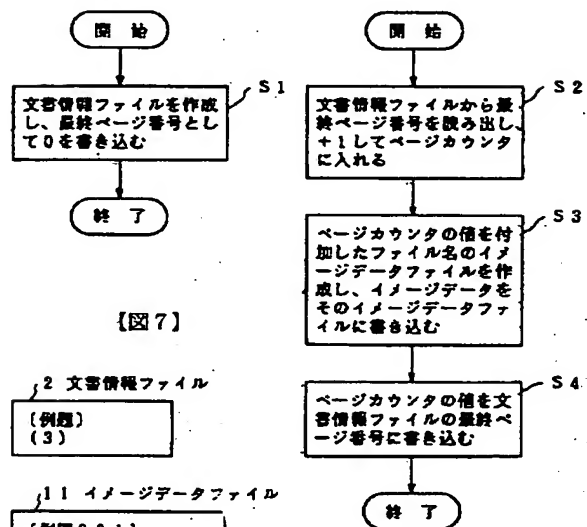 開 始
S1
文書情報ファイルを作成
し、最終ページ番号とし
て0を書き込む
終 了
【図7】
2 文書情報ファイル
〔例題〕
(3)
11 イメージデータファイル
開 始
S2
文書情報ファイルから最
終ページ番号を読み出し、
+1してページカウンタ
に入れる
S3
ページカウンタの値を付
加したファイル名のイメ
ージデータファイルを作
成し、イメージデータを
そのイメージデータファ
イルに書き込む
S4
ページカウンタの値を文
書情報ファイルの最終ペ
ージ番号に書き込む
終 了